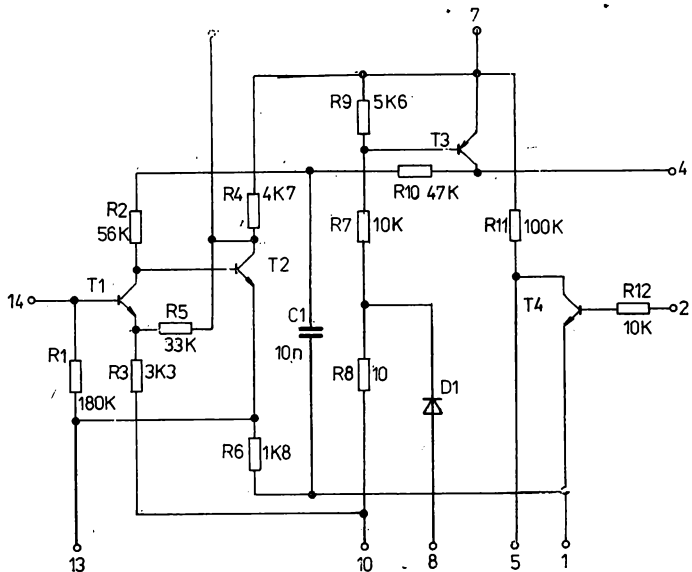 7
R9 5K6
T3
4
R10 47K
R4 4K7
R2
56K
R7 10K
R11 100K
T2
T1
14
R5
33K
C1
10n
T4
R12
10K
2
R1
180K
R3 3K3
R8 10
D1
R6 1K8
13
10
8
5
1